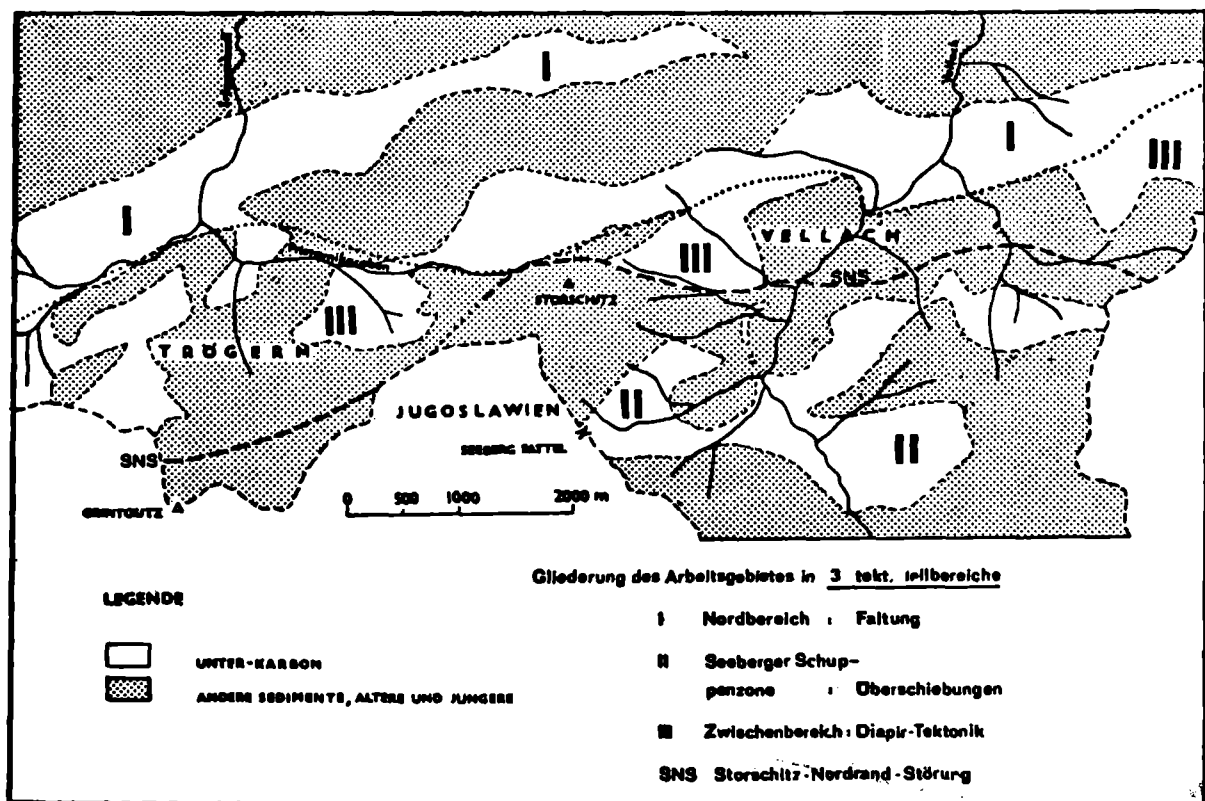 I
I
I
III
III
VELLACH
SNS
STORSCHITZ
III
TRÖGERN
II
JUGOSLAWIEN
SEEBERG SATTEL
II
SNS
0 500 1000 2000 m
Gliederung des Arbeitsgebietes in 3 tekt. Teilbereiche
LEGENDE
I Nordbereich : Faltung
UNTER-KARBON
II Seeberger Schup-
penzone : Überschiebungen
ANDERE SEDIMENTE, ÄLTERE UND JÜNGERE
III Zwischenbereich : Diapir-Tektonik
SNS Storschitz-Nordrand-Störung